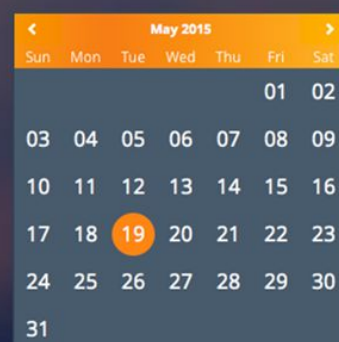 May 2015
Sun Mon Tue Wed Thu Fri Sat
01 02
03 04 05 06 07 08 09
10 11 12 13 14 15 16
17 18 19 20 21 22 23
24 25 26 27 28 29 30
31